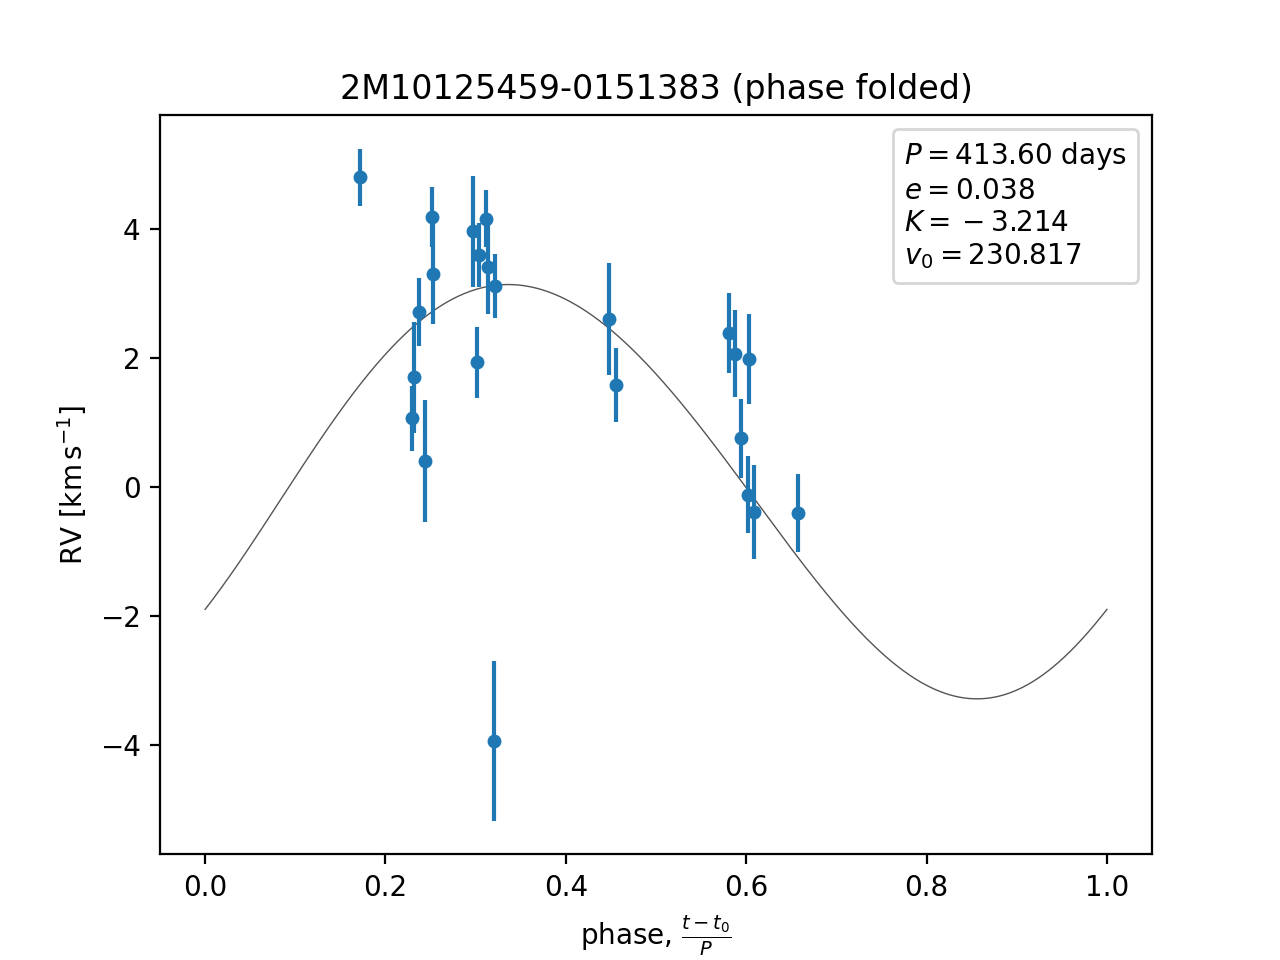 2M10125459-0151383 (phase folded)
P = 413.60 days
e = 0.038
K = −3.214
v₀ = 230.817
RV [km s⁻¹]
4
2
0
−2
−4
0.0 0.2 0.4 0.6 0.8 1.0
phase, (t − t₀)/P